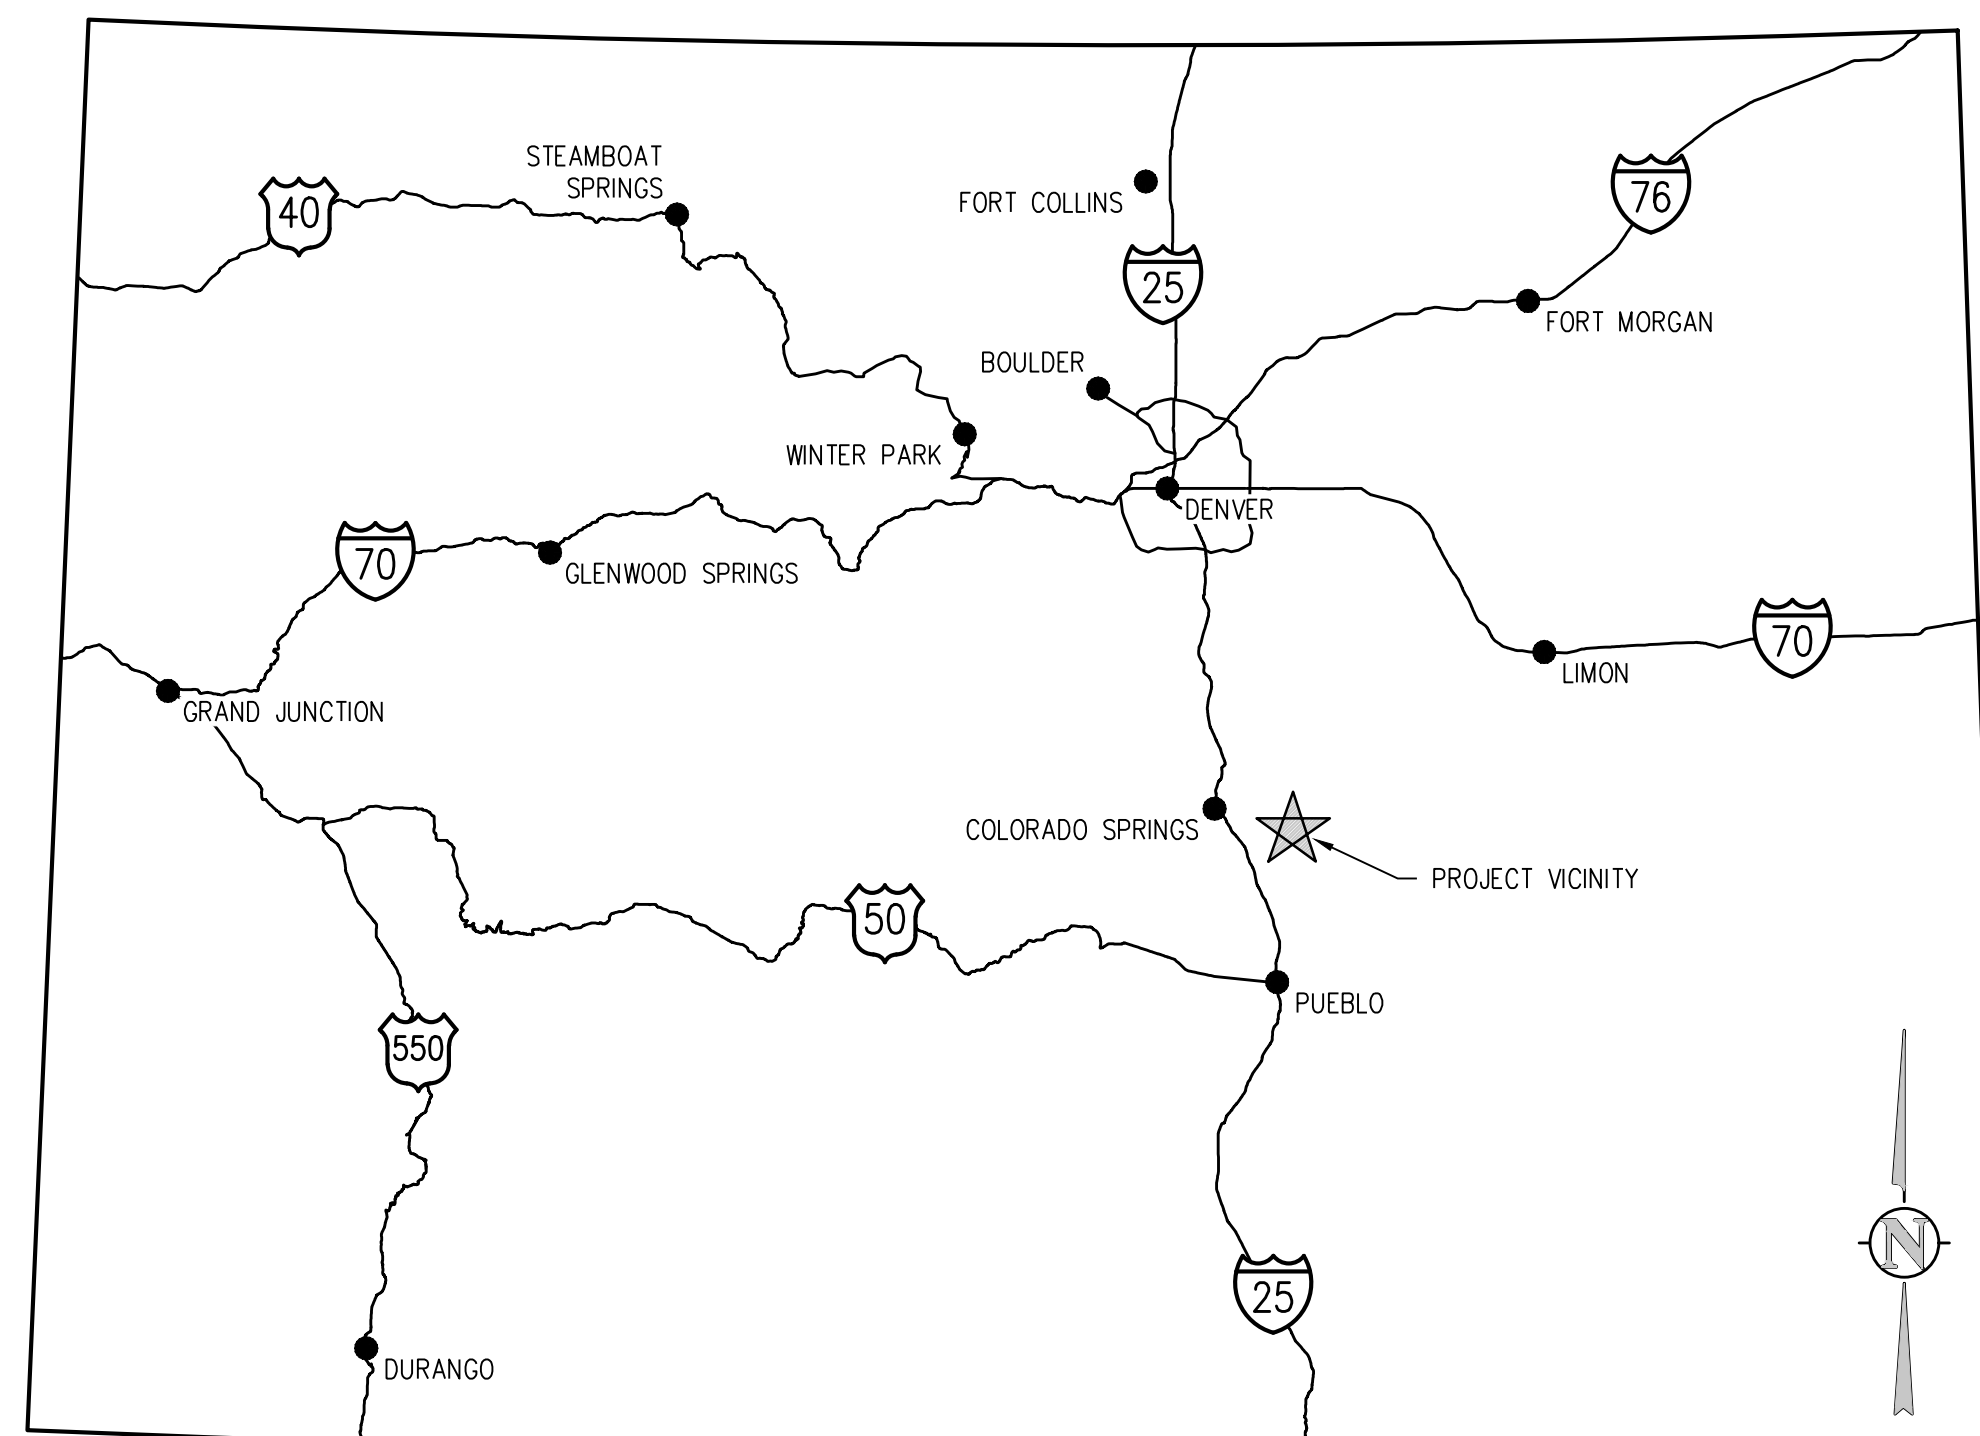 STEAMBOAT
SPRINGS
40
FORT COLLINS
76
25
FORT MORGAN
BOULDER
WINTER PARK
DENVER
70
GLENWOOD SPRINGS
70
LIMON
GRAND JUNCTION
COLORADO SPRINGS
PROJECT VICINITY
50
PUEBLO
550
N
25
DURANGO